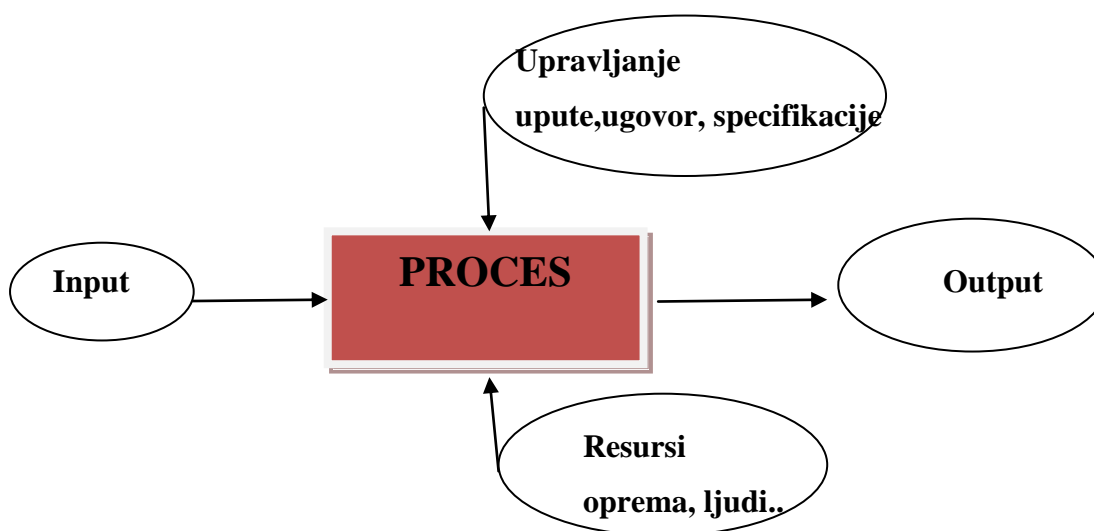 Upravljanje
upute,ugovor, specifikacije
Input
PROCES
Output
Resursi
oprema, ljudi..